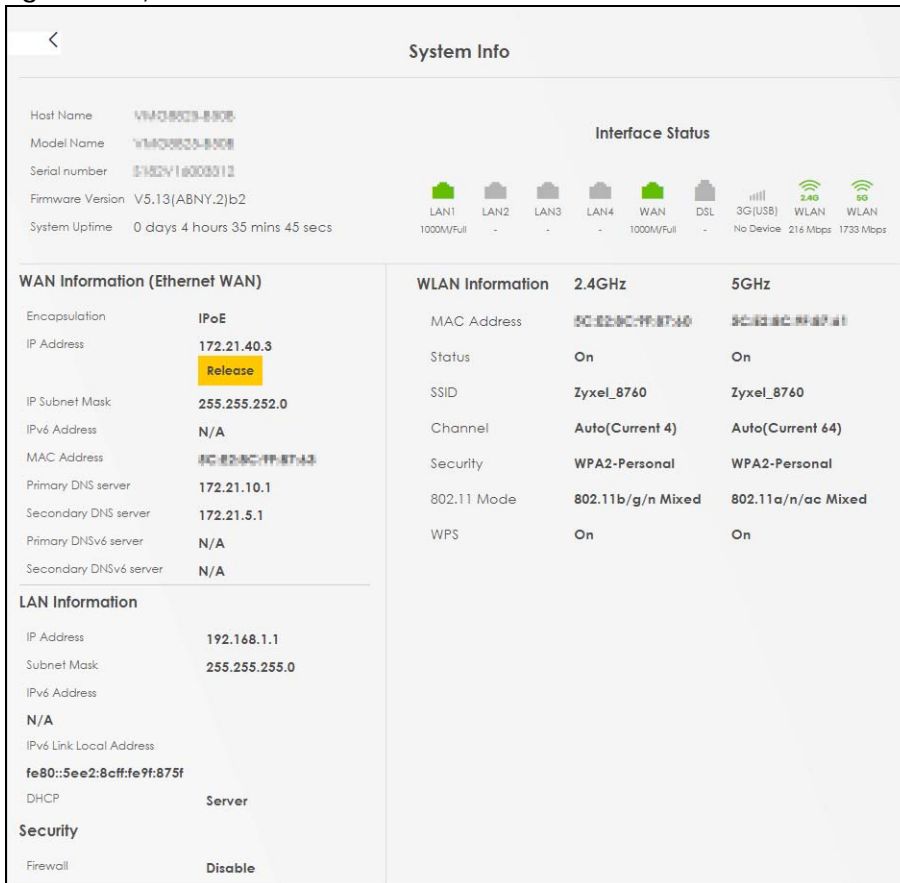 System Info
Host Name
Model Name
Serial number
Firmware Version V5.13(ABNY.2)b2
System Uptime 0 days 4 hours 35 mins 45 secs
Interface Status
LAN1 LAN2 LAN3 LAN4 WAN DSL 3G(USB) 2.4G WLAN 5G WLAN
1000M/Full - - - 1000M/Full - No Device 216 Mbps 1733 Mbps
WAN Information (Ethernet WAN)
Encapsulation IPoE
IP Address 172.21.40.3
Release
IP Subnet Mask 255.255.252.0
IPv6 Address N/A
MAC Address
Primary DNS server 172.21.10.1
Secondary DNS server 172.21.5.1
Primary DNSv6 server N/A
Secondary DNSv6 server N/A
LAN Information
IP Address 192.168.1.1
Subnet Mask 255.255.255.0
IPv6 Address
N/A
IPv6 Link Local Address
fe80::5ee2:8cff:fe9f:875f
DHCP Server
Security
Firewall Disable
WLAN Information 2.4GHz 5GHz
MAC Address
Status On On
SSID Zyxel_8760 Zyxel_8760
Channel Auto(Current 4) Auto(Current 64)
Security WPA2-Personal WPA2-Personal
802.11 Mode 802.11b/g/n Mixed 802.11a/n/ac Mixed
WPS On On